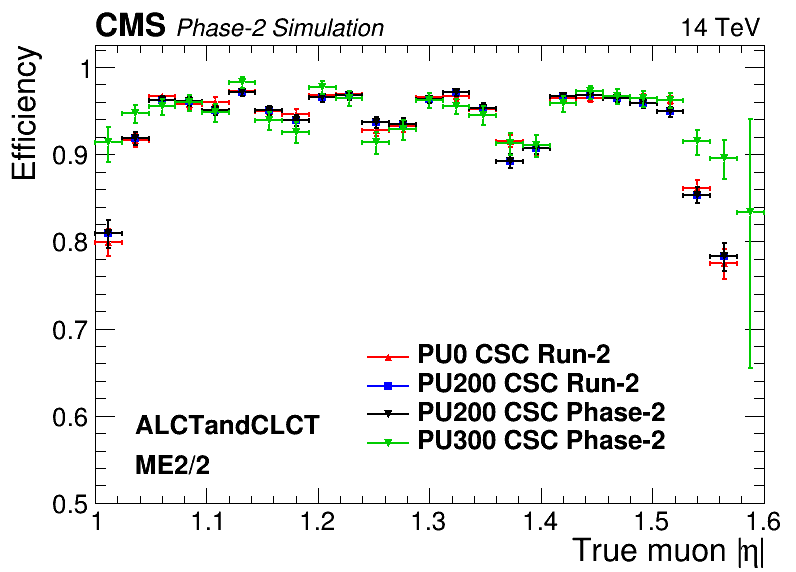 CMS Phase-2 Simulation 14 TeV
Efficiency
1
0.9
0.8
0.7
0.6
0.5
PU0 CSC Run-2
PU200 CSC Run-2
PU200 CSC Phase-2
PU300 CSC Phase-2
ALCTandCLCT
ME2/2
1 1.1 1.2 1.3 1.4 1.5 1.6
True muon |η|